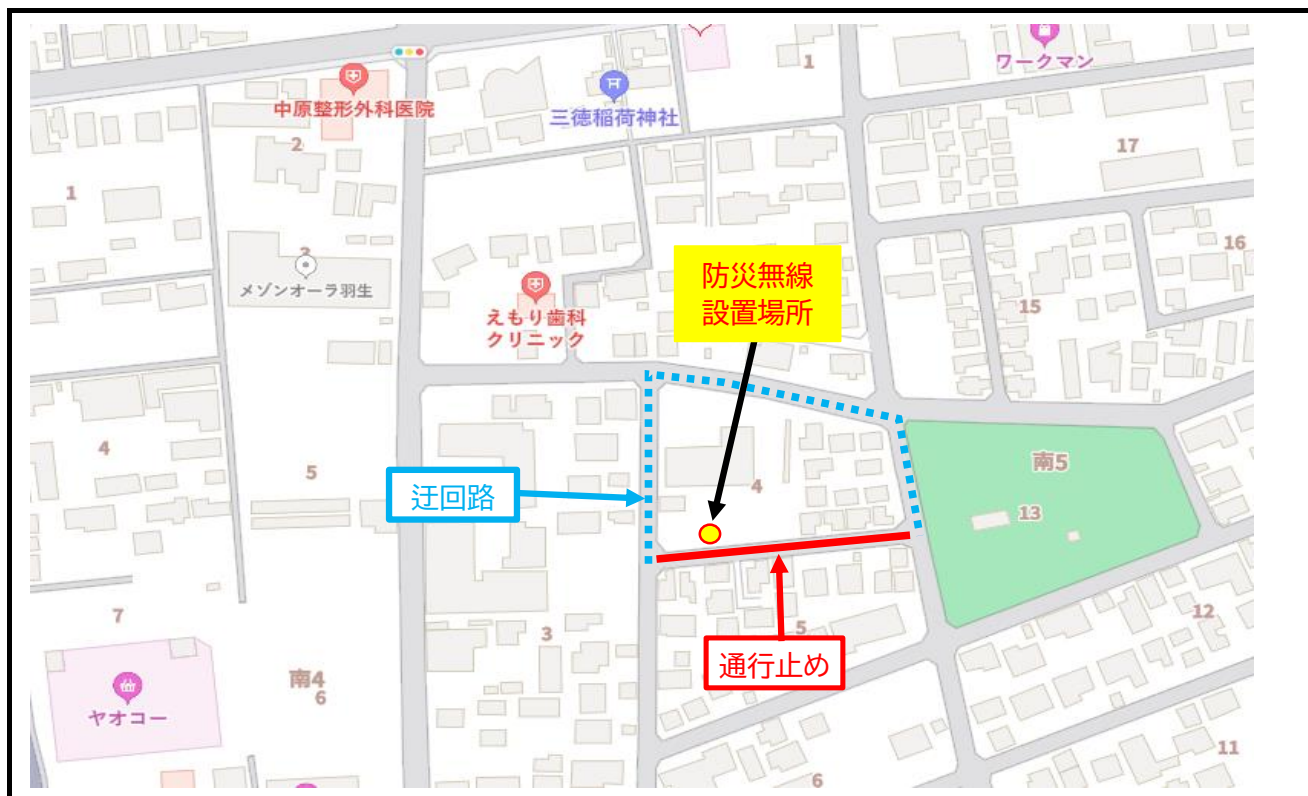 ワークマン
1
中原整形外科医院
三徳稲荷神社
2
17
1
16
3
メゾンオーラ羽生
防災無線
設置場所
15
えもり歯科
クリニック
4
5
南5
迂回路
4
13
7
3
5
12
通行止め
南4
6
ヤオコー
11
6